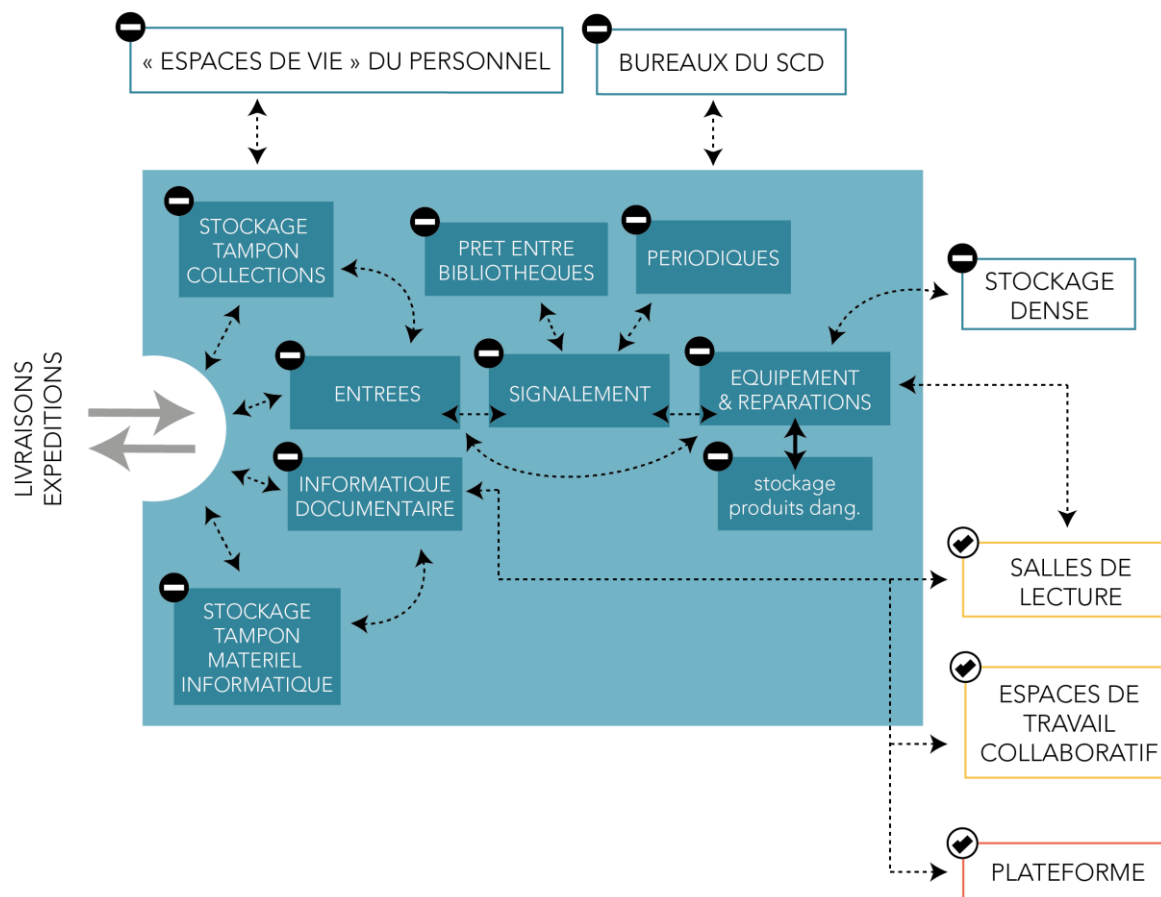 « ESPACES DE VIE » DU PERSONNEL
BUREAUX DU SCD
STOCKAGE
TAMPON
COLLECTIONS
PRET ENTRE
BIBLIOTHEQUES
PERIODIQUES
STOCKAGE
DENSE
LIVRAISONS
EXPEDITIONS
ENTREES
SIGNALEMENT
EQUIPEMENT
& REPARATIONS
INFORMATIQUE
DOCUMENTAIRE
stockage
produits dang.
STOCKAGE
TAMPON
MATERIEL
INFORMATIQUE
SALLES DE
LECTURE
ESPACES DE
TRAVAIL
COLLABORATIF
PLATEFORME